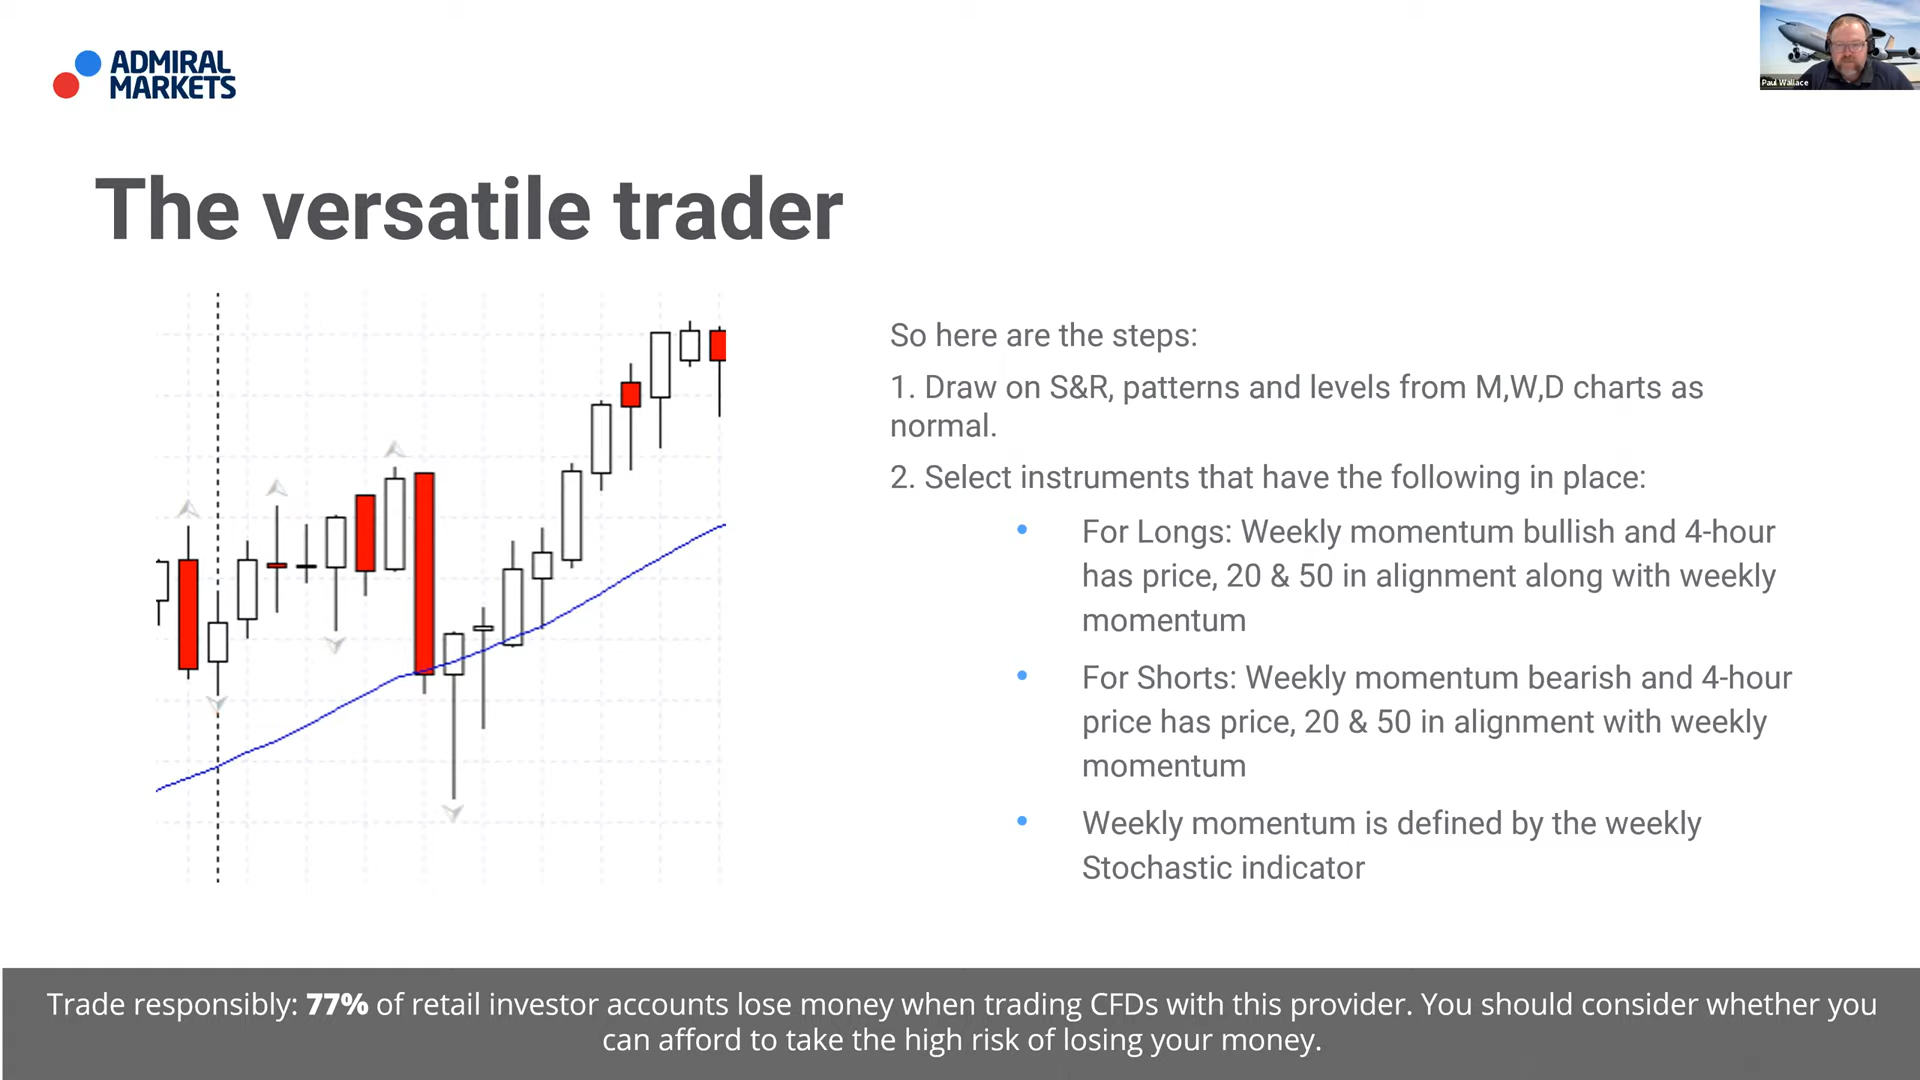 ADMIRAL
MARKETS
Paul Wallace
The versatile trader
So here are the steps:
1. Draw on S&R, patterns and levels from M,W,D charts as
normal.
2. Select instruments that have the following in place:
• For Longs: Weekly momentum bullish and 4-hour
has price, 20 & 50 in alignment along with weekly
momentum
• For Shorts: Weekly momentum bearish and 4-hour
price has price, 20 & 50 in alignment with weekly
momentum
• Weekly momentum is defined by the weekly
Stochastic indicator
Trade responsibly: 77% of retail investor accounts lose money when trading CFDs with this provider. You should consider whether you
can afford to take the high risk of losing your money.